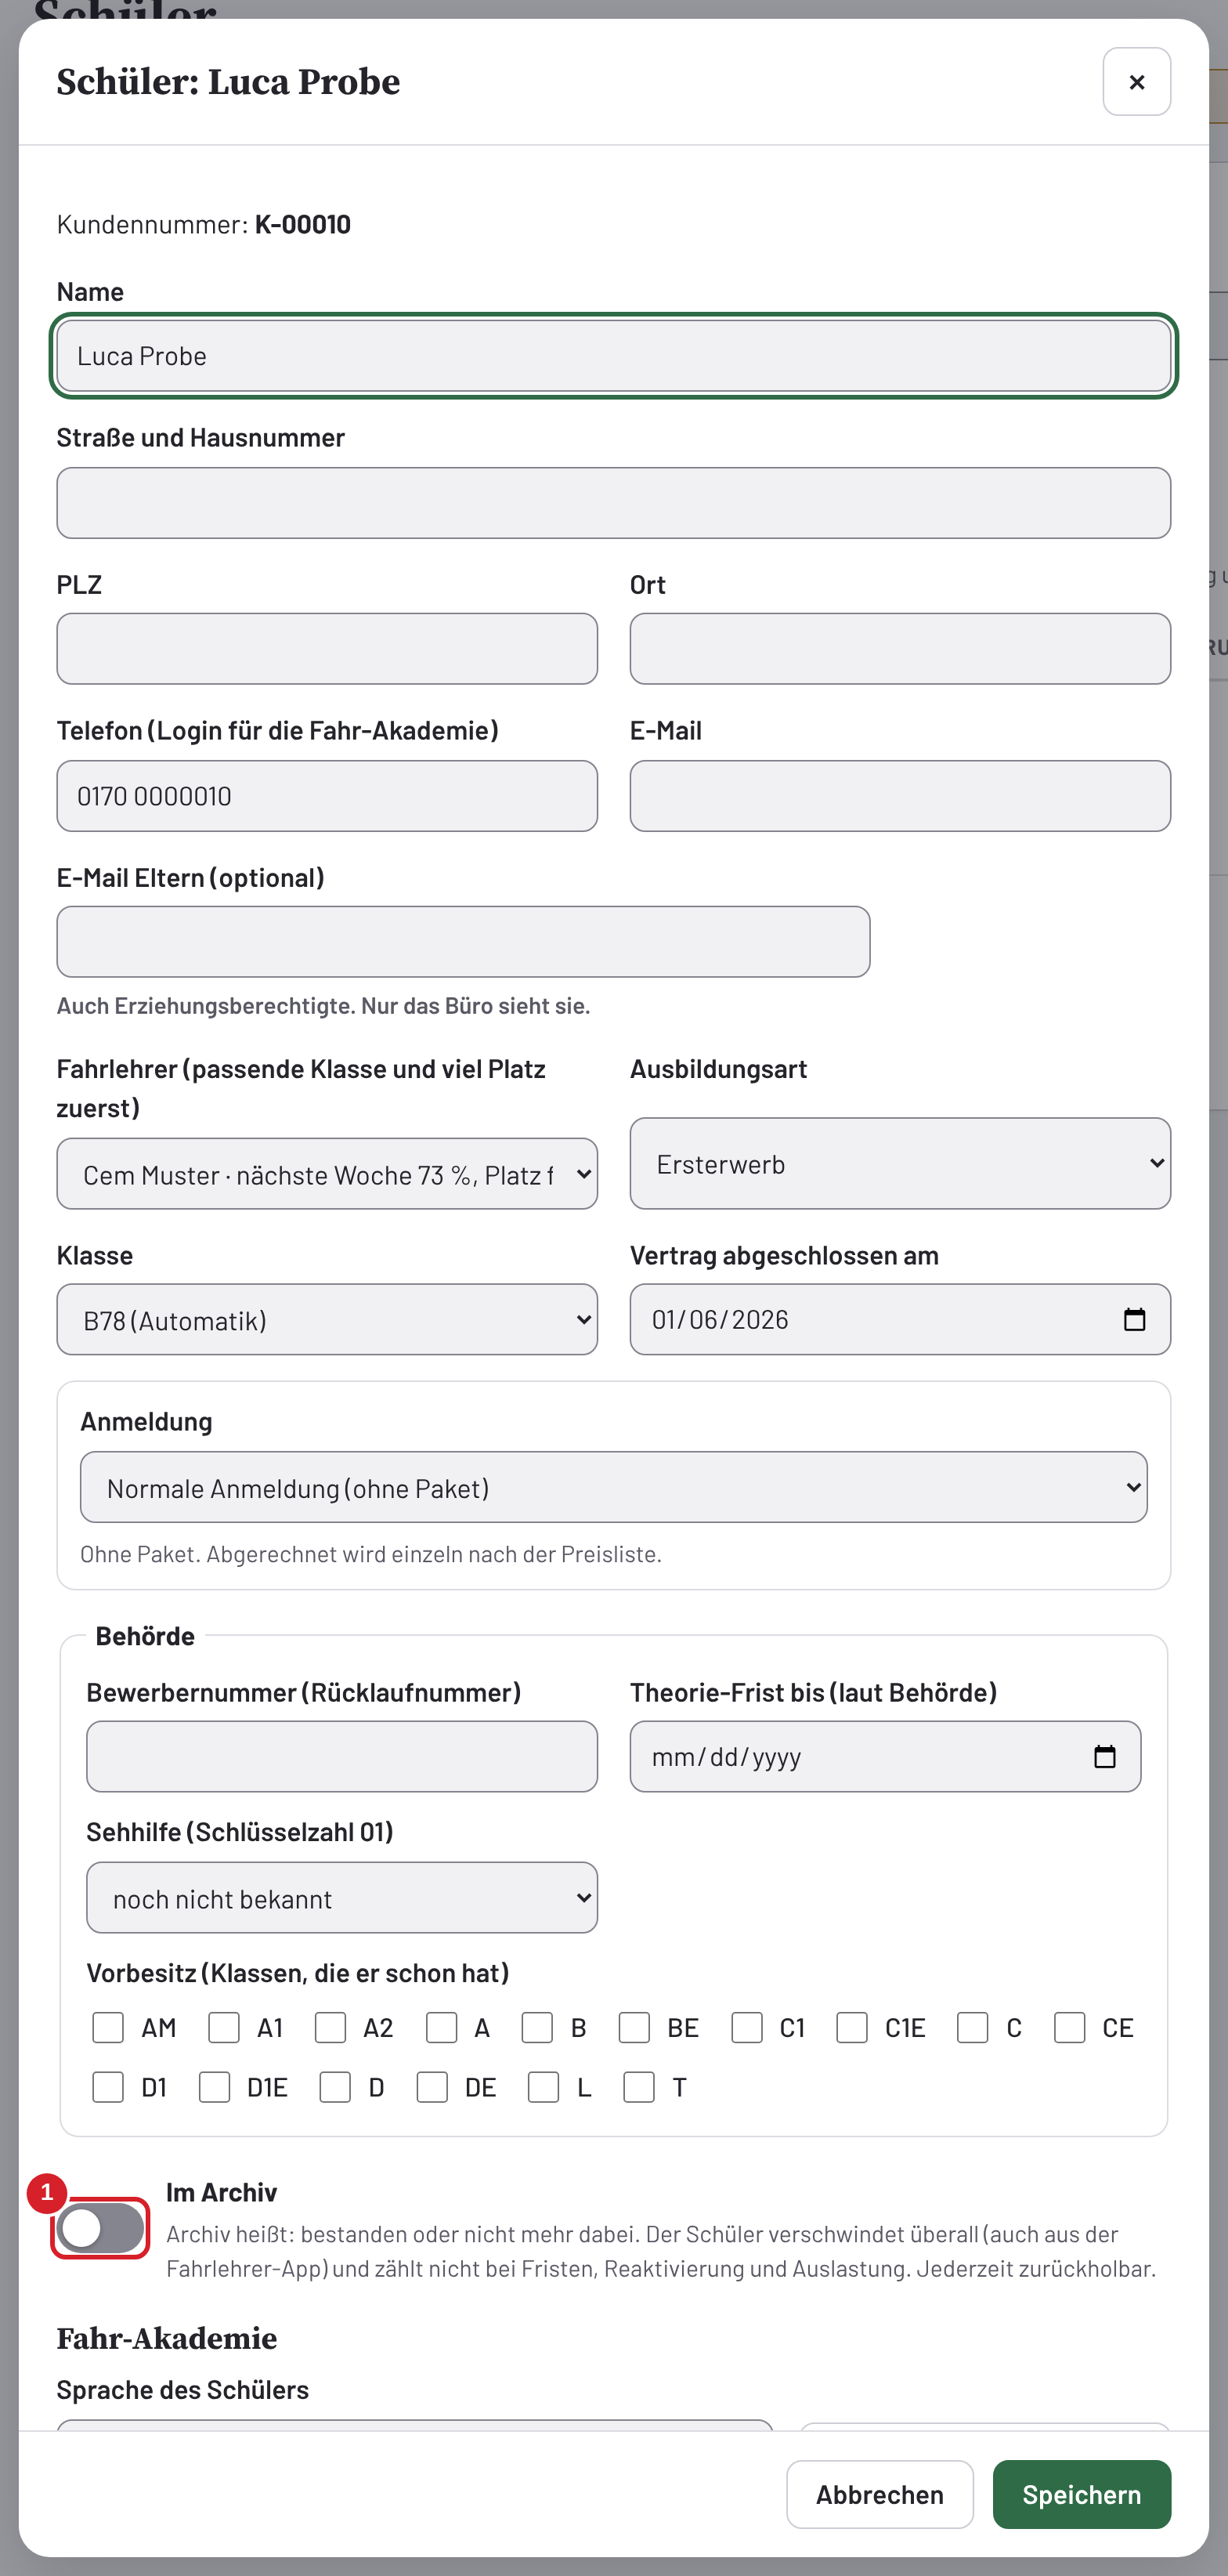 Schüler
Schüler: Luca Probe
×
Kundennummer: K-00010
Name
Luca Probe
Straße und Hausnummer
PLZ
Ort
Telefon (Login für die Fahr-Akademie)
E-Mail
0170 0000010
E-Mail Eltern (optional)
Auch Erziehungsberechtigte. Nur das Büro sieht sie.
Fahrlehrer (passende Klasse und viel Platz
zuerst)
Ausbildungsart
Cem Muster · nächste Woche 73 %, Platz f
Ersterwerb
Klasse
Vertrag abgeschlossen am
B78 (Automatik)
01/06/2026
Anmeldung
Normale Anmeldung (ohne Paket)
Ohne Paket. Abgerechnet wird einzeln nach der Preisliste.
Behörde
Bewerbernummer (Rücklaufnummer)
Theorie-Frist bis (laut Behörde)
mm/dd/yyyy
Sehhilfe (Schlüsselzahl 01)
noch nicht bekannt
Vorbesitz (Klassen, die er schon hat)
AM A1 A2 A B BE C1 C1E C CE
D1 D1E D DE L T
1
Im Archiv
Archiv heißt: bestanden oder nicht mehr dabei. Der Schüler verschwindet überall (auch aus der
Fahrlehrer-App) und zählt nicht bei Fristen, Reaktivierung und Auslastung. Jederzeit zurückholbar.
Fahr-Akademie
Sprache des Schülers
Abbrechen
Speichern